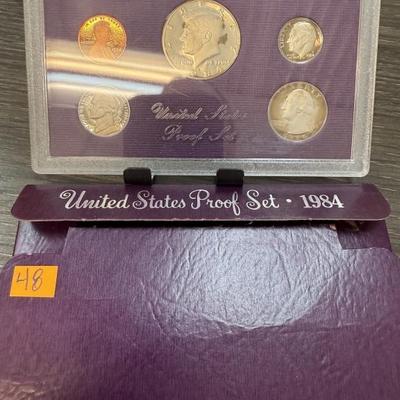 United States
Proof Set
United States Proof Set • 1984
48